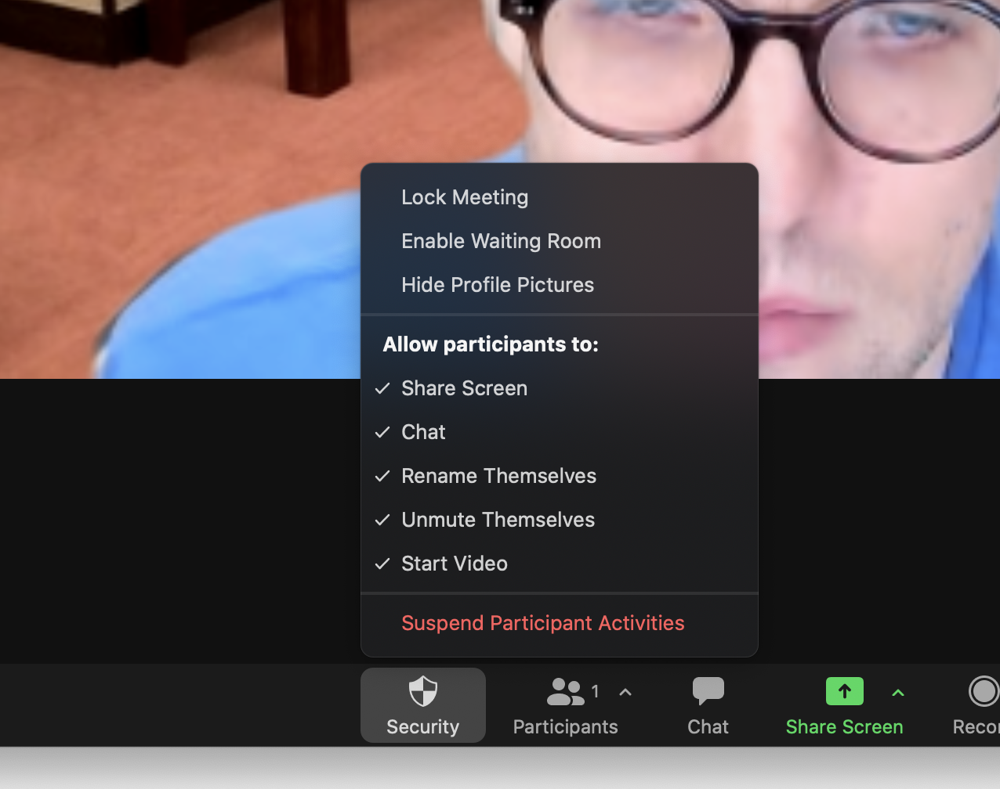 Lock Meeting
Enable Waiting Room
Hide Profile Pictures
Allow participants to:
Share Screen
Chat
Rename Themselves
Unmute Themselves
Start Video
Suspend Participant Activities
1
Security
Participants
Chat
Share Screen
Recor